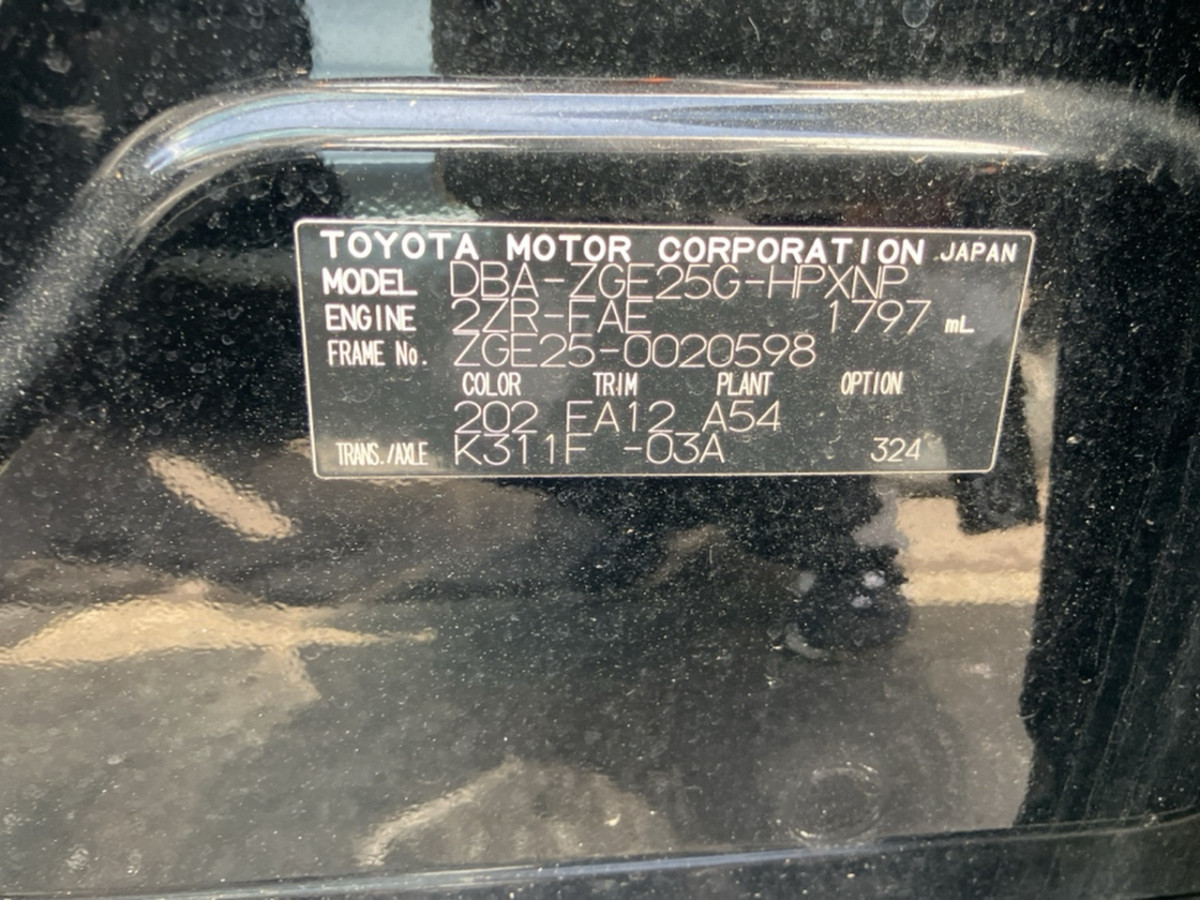 TOYOTA MOTOR CORPORATION JAPAN
MODEL DBA-ZGE25G-HPXNP
ENGINE 2ZR-FAE 1797 mL
FRAME No. ZGE25-0020598
COLOR TRIM PLANT OPTION
202 FA12 A54
TRANS./AXLE K311F -03A 324